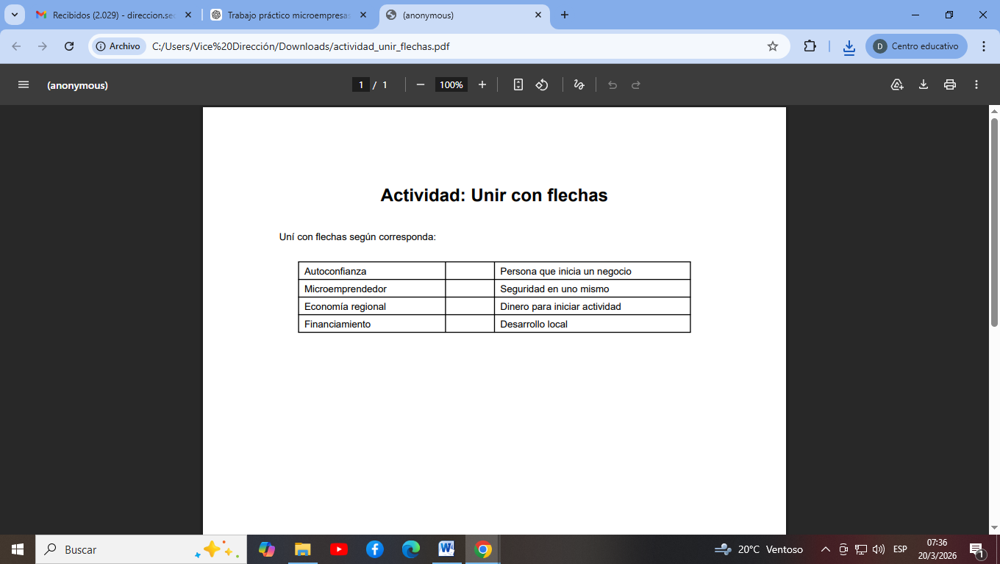 Recibidos (2.029) - direccion.sec
Trabajo práctico microempresas
(anonymous)
Archivo
C:/Users/Vice%20Dirección/Downloads/actividad_unir_flechas.pdf
D
Centro educativo
(anonymous)
1 / 1
100%
Actividad: Unir con flechas
Uní con flechas según corresponda:
Autoconfianza Persona que inicia un negocio
Microemprendedor Seguridad en uno mismo
Economía regional Dinero para iniciar actividad
Financiamiento Desarrollo local
Buscar
20°C Ventoso
ESP
07:36
20/3/2026
1